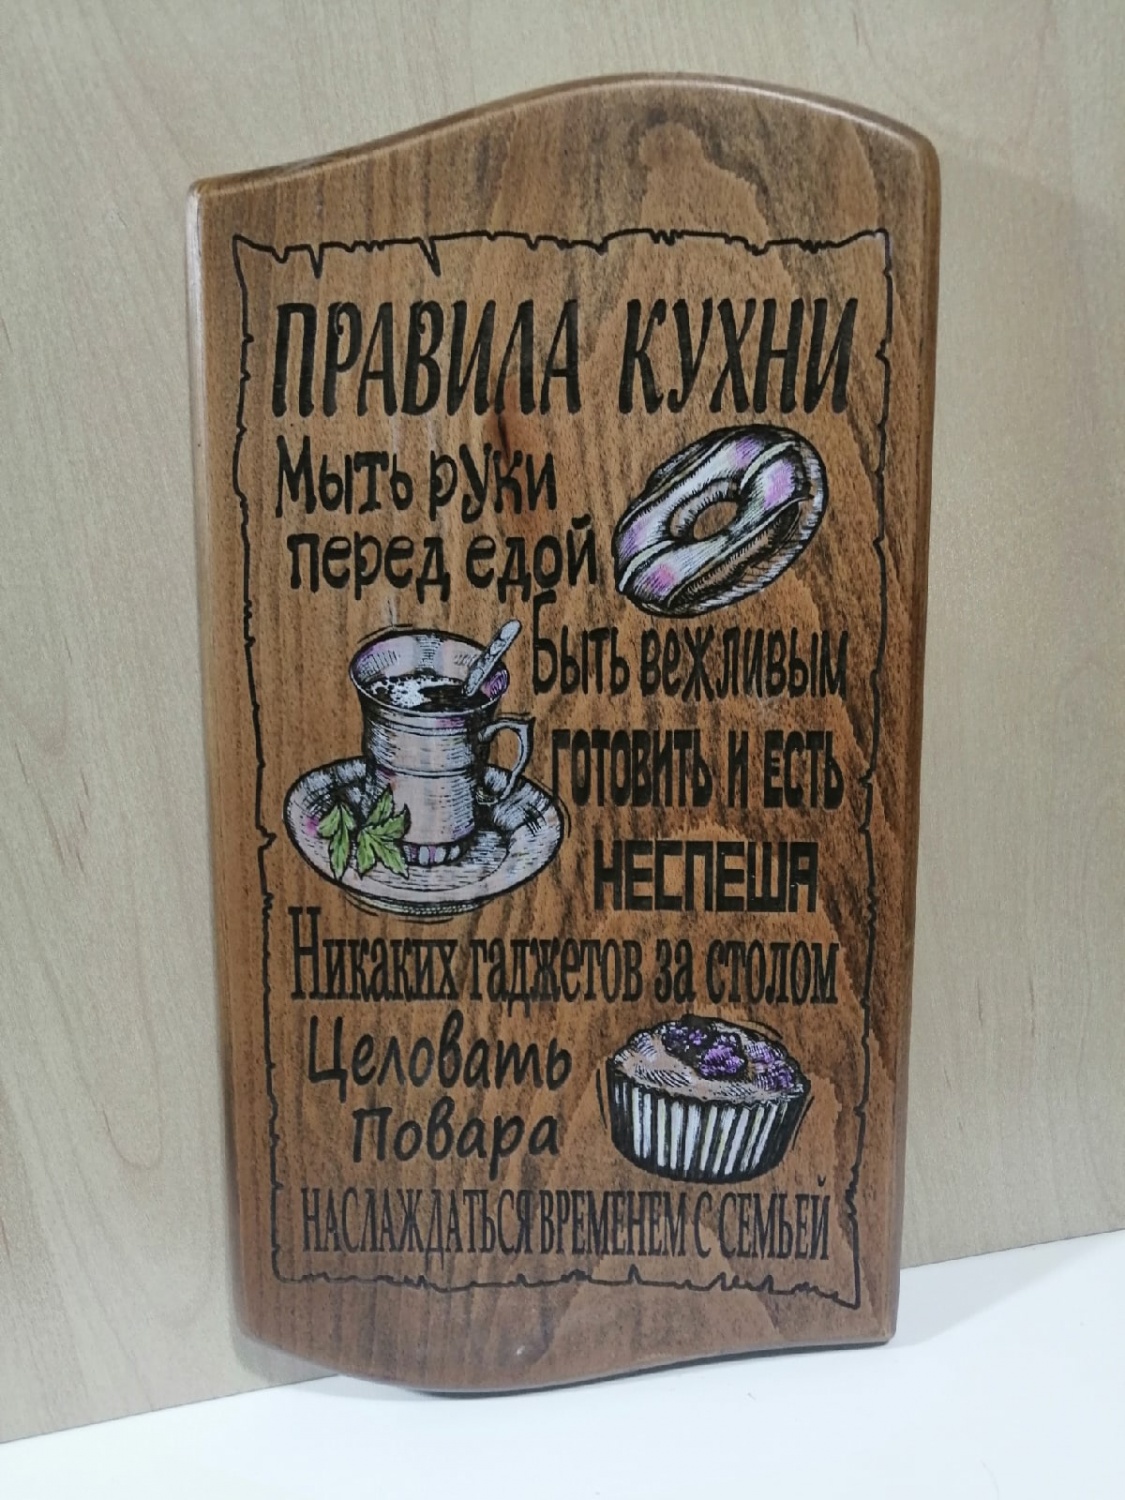 ПРАВИЛА КУХНИ
Мыть руки
перед едой
Быть вежливым
готовить и есть
НЕСПЕША
Никаких гаджетов за столом
Целовать
Повара
НАСЛАЖДАТЬСЯ ВРЕМЕНЕМ С СЕМЬЕЙ